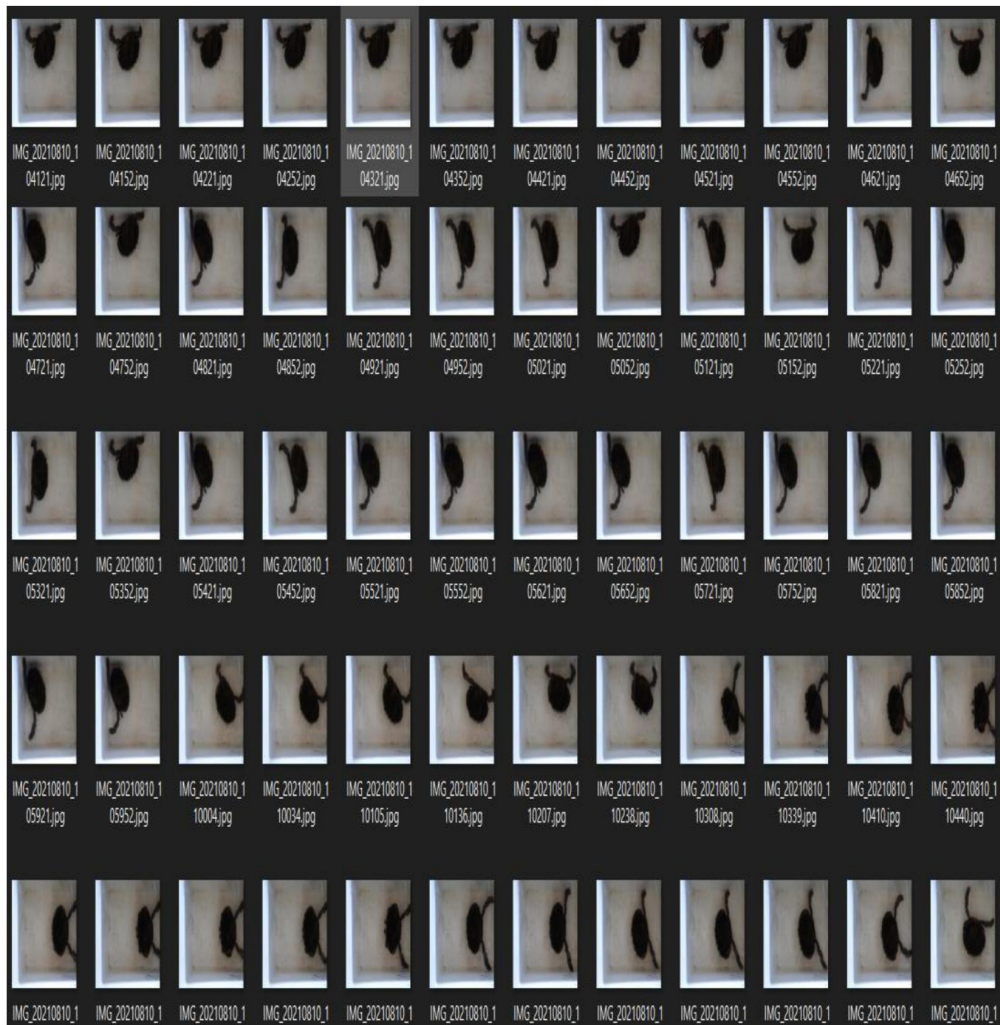 IMG_20210810_1 IMG_20210810_1 IMG_20210810_1 IMG_20210810_1 IMG_20210810_1 IMG_20210810_1 IMG_20210810_1 IMG_20210810_1 IMG_20210810_1 IMG_20210810_1 IMG_20210810_1 IMG_20210810_1
04121.jpg 04152.jpg 04221.jpg 04252.jpg 04321.jpg 04352.jpg 04421.jpg 04452.jpg 04521.jpg 04552.jpg 04621.jpg 04652.jpg
IMG_20210810_1 IMG_20210810_1 IMG_20210810_1 IMG_20210810_1 IMG_20210810_1 IMG_20210810_1 IMG_20210810_1 IMG_20210810_1 IMG_20210810_1 IMG_20210810_1 IMG_20210810_1 IMG_20210810_1
04721.jpg 04752.jpg 04821.jpg 04852.jpg 04921.jpg 04952.jpg 05021.jpg 05052.jpg 05121.jpg 05152.jpg 05221.jpg 05252.jpg
IMG_20210810_1 IMG_20210810_1 IMG_20210810_1 IMG_20210810_1 IMG_20210810_1 IMG_20210810_1 IMG_20210810_1 IMG_20210810_1 IMG_20210810_1 IMG_20210810_1 IMG_20210810_1 IMG_20210810_1
05321.jpg 05352.jpg 05421.jpg 05452.jpg 05521.jpg 05552.jpg 05621.jpg 05652.jpg 05721.jpg 05752.jpg 05821.jpg 05852.jpg
IMG_20210810_1 IMG_20210810_1 IMG_20210810_1 IMG_20210810_1 IMG_20210810_1 IMG_20210810_1 IMG_20210810_1 IMG_20210810_1 IMG_20210810_1 IMG_20210810_1 IMG_20210810_1 IMG_20210810_1
05921.jpg 05952.jpg 10004.jpg 10034.jpg 10105.jpg 10136.jpg 10207.jpg 10238.jpg 10308.jpg 10339.jpg 10410.jpg 10440.jpg
IMG_20210810_1 IMG_20210810_1 IMG_20210810_1 IMG_20210810_1 IMG_20210810_1 IMG_20210810_1 IMG_20210810_1 IMG_20210810_1 IMG_20210810_1 IMG_20210810_1 IMG_20210810_1 IMG_20210810_1